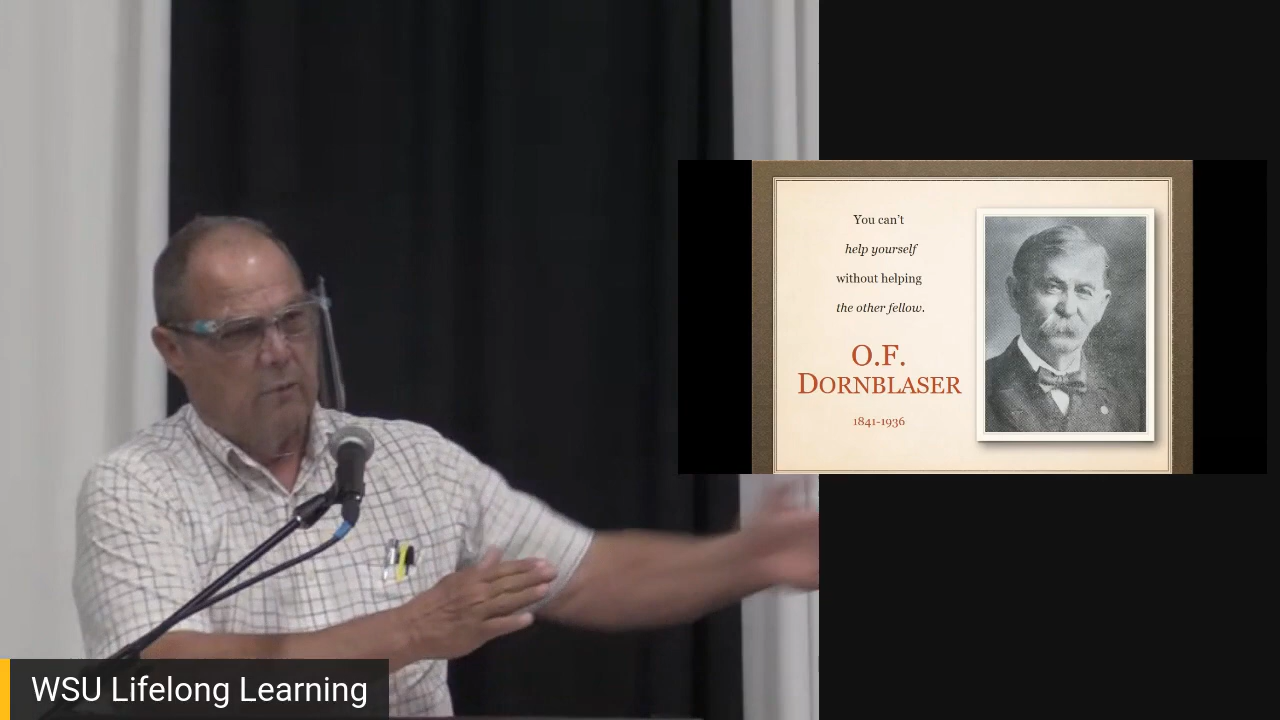 You can't
help yourself
without helping
the other fellow.
O.F.
DORNBLASER
1841-1936
WSU Lifelong Learning